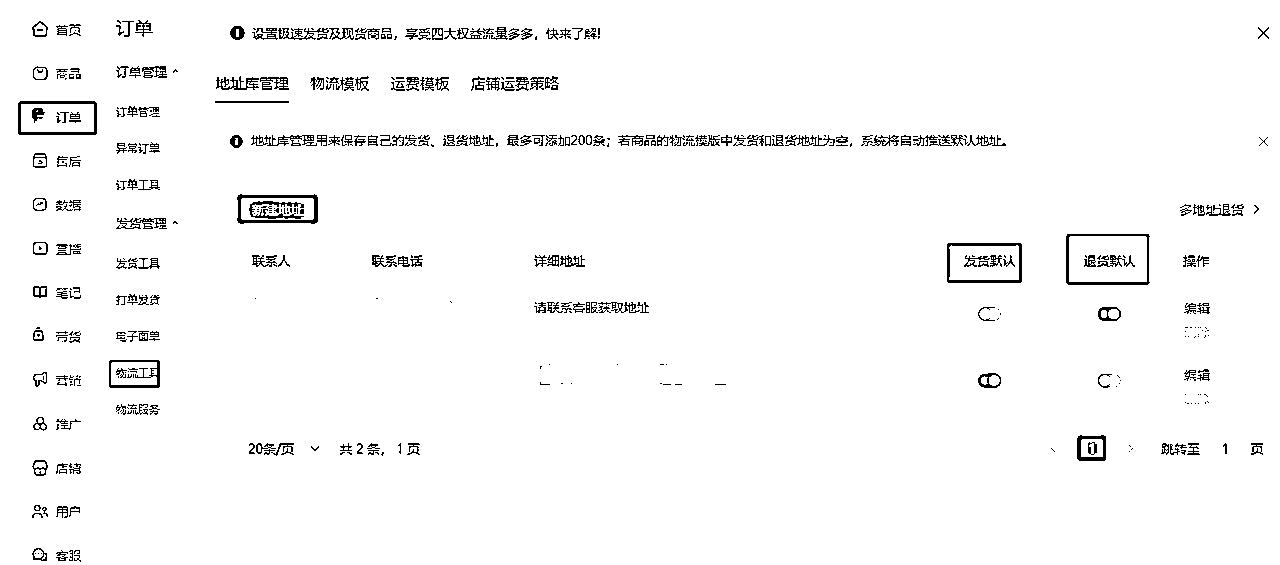 首页
商品
订单
售后
数据
直播
笔记
带货
营销
推广
店铺
用户
客服
订单
订单管理
订单管理
异常订单
订单工具
发货管理
发货工具
打单发货
电子面单
物流工具
物流服务
设置极速发货及现货商品，享受四大权益流量多多，快来了解!
地址库管理 物流模板 运费模板 店铺运费策略
地址库管理用来保存自己的发货、退货地址，最多可添加200条；若商品的物流模版中发货和退货地址为空，系统将自动推送默认地址。
新建地址
多地址退货
联系人 联系电话 详细地址 发货默认 退货默认 操作
请联系客服获取地址 编辑
编辑
20条/页 共 2 条，1 页 1 跳转至 1 页